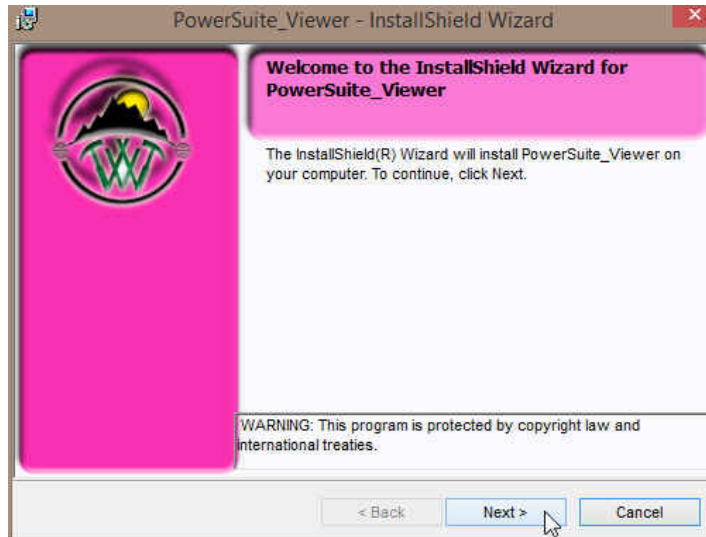 PowerSuite_Viewer - InstallShield Wizard
Welcome to the InstallShield Wizard for
PowerSuite_Viewer
The InstallShield(R) Wizard will install PowerSuite_Viewer on
your computer. To continue, click Next.
WARNING: This program is protected by copyright law and
international treaties.
< Back
Next >
Cancel